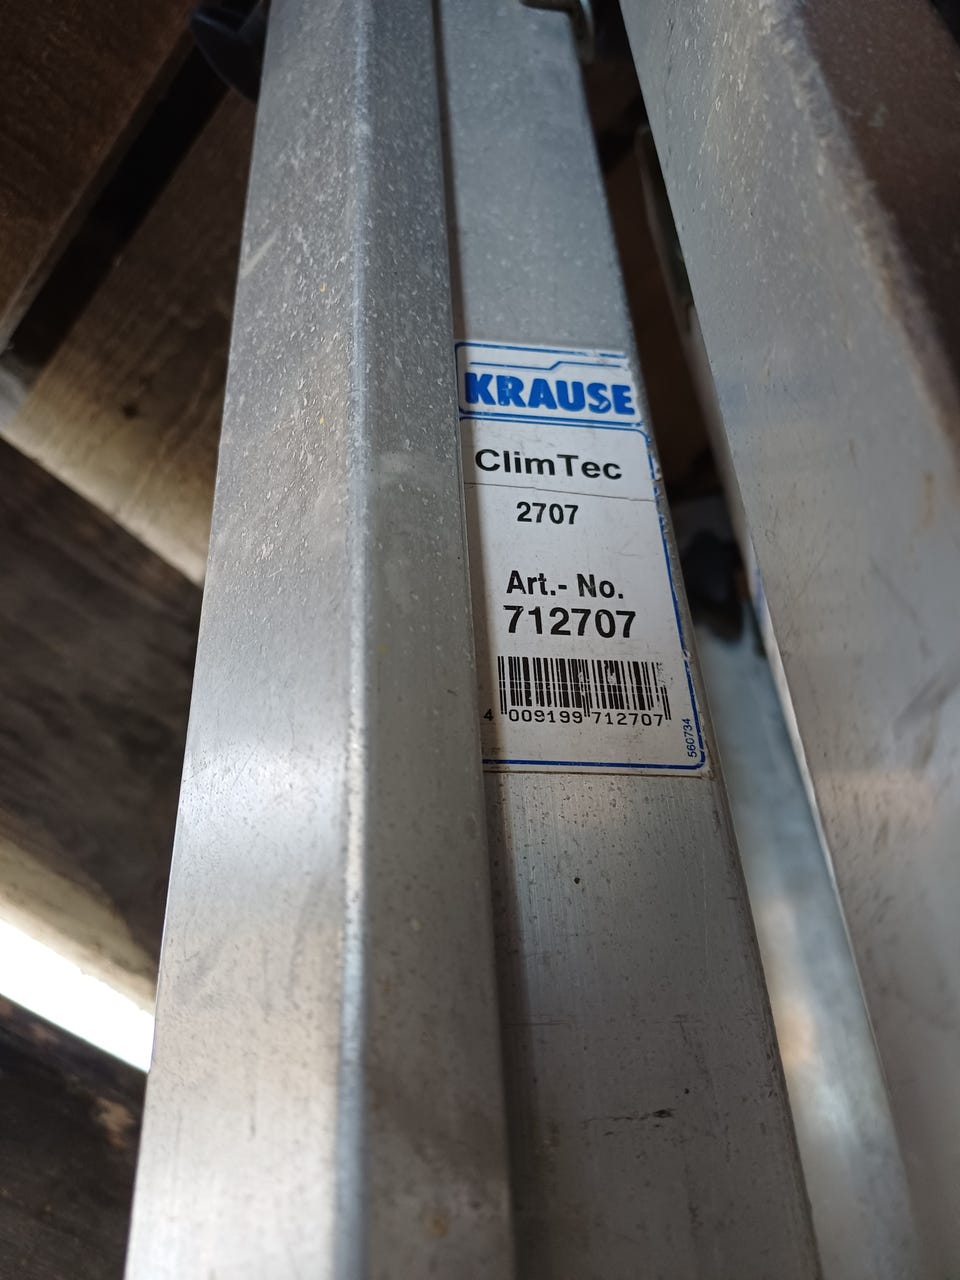 KRAUSE
ClimTec
2707
Art.- No.
712707
4 009199 712707
560734